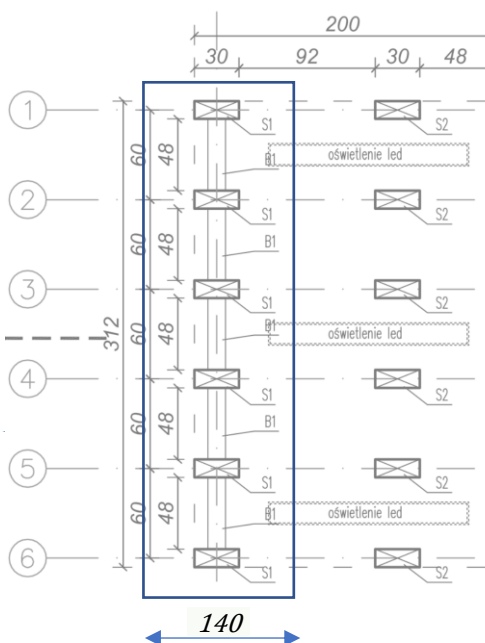 200
30 92 30 48
1 S1 S2
60 48 B1 oświetlenie led
2 S1 S2
60 48 B1
3 S1 S2
312 60 48 B1 oświetlenie led
4 S1 S2
60 48 B1
5 S1 S2
60 48 B1 oświetlenie led
6 S1 S2
140